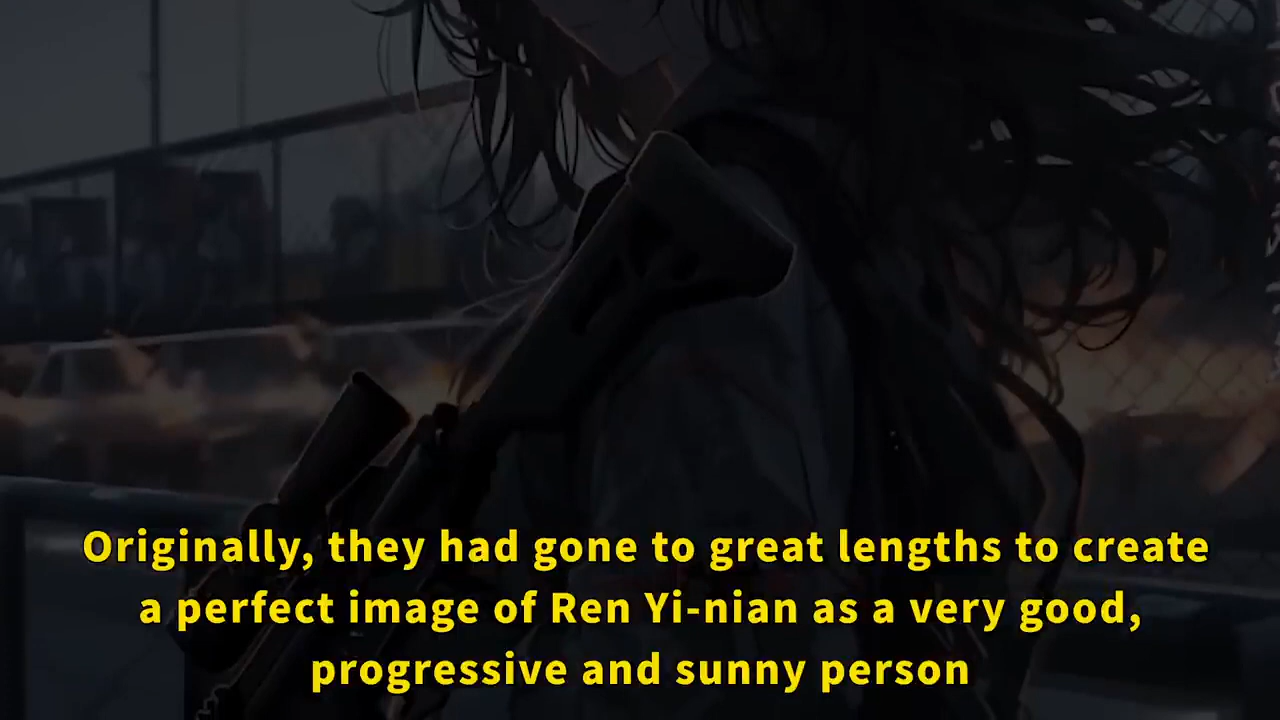 Originally, they had gone to great lengths to create
a perfect image of Ren Yi-nian as a very good,
progressive and sunny person